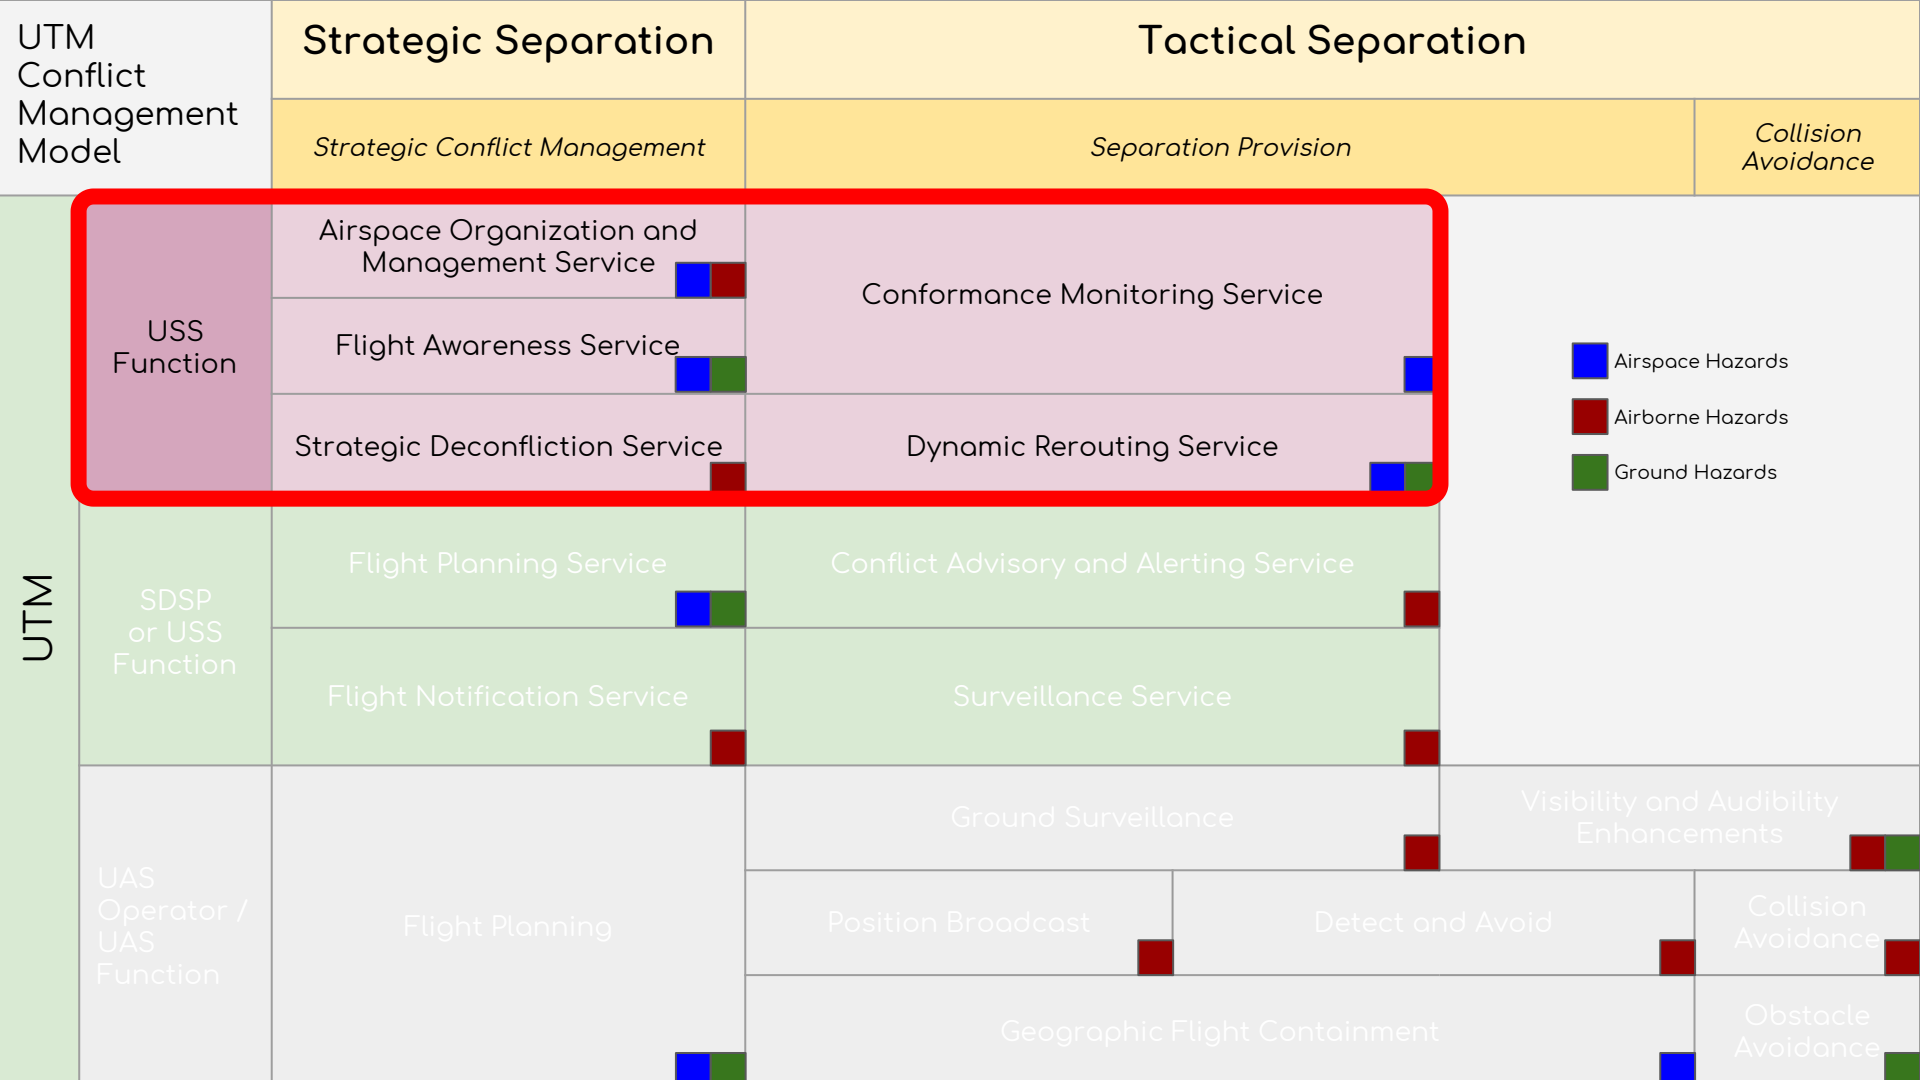 UTM
Conflict
Management
Model
Strategic Separation
Tactical Separation
Strategic Conflict Management
Separation Provision
Collision
Avoidance
UTM
USS
Function
Airspace Organization and
Management Service
Flight Awareness Service
Strategic Deconfliction Service
Conformance Monitoring Service
Dynamic Rerouting Service
Airspace Hazards
Airborne Hazards
Ground Hazards
SDSP
or USS
Function
Flight Planning Service
Conflict Advisory and Alerting Service
Flight Notification Service
Surveillance Service
UAS
Operator /
UAS
Function
Flight Planning
Ground Surveillance
Visibility and Audibility
Enhancements
Position Broadcast
Detect and Avoid
Collision
Avoidance
Geographic Flight Containment
Obstacle
Avoidance